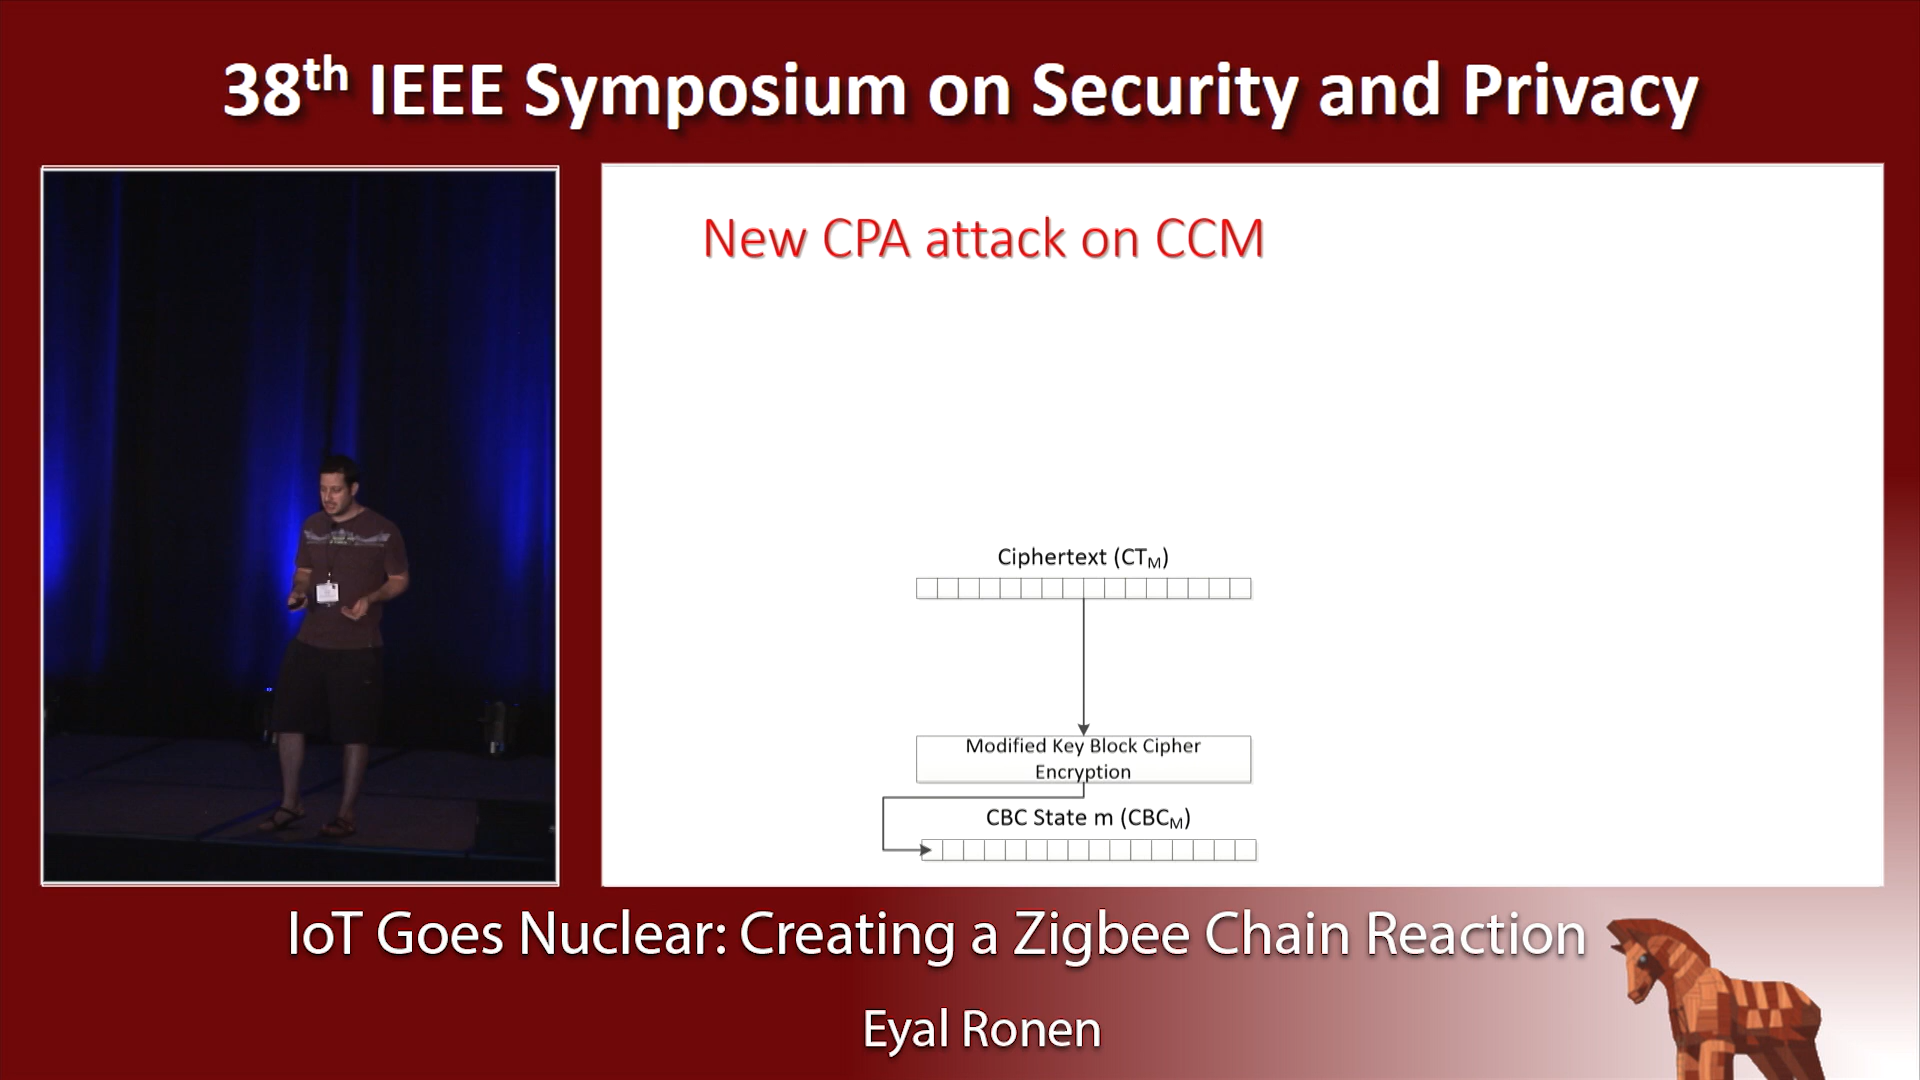 38th IEEE Symposium on Security and Privacy
New CPA attack on CCM
Ciphertext (CTM)
Modified Key Block Cipher
Encryption
CBC State m (CBCM)
IoT Goes Nuclear: Creating a Zigbee Chain Reaction
Eyal Ronen